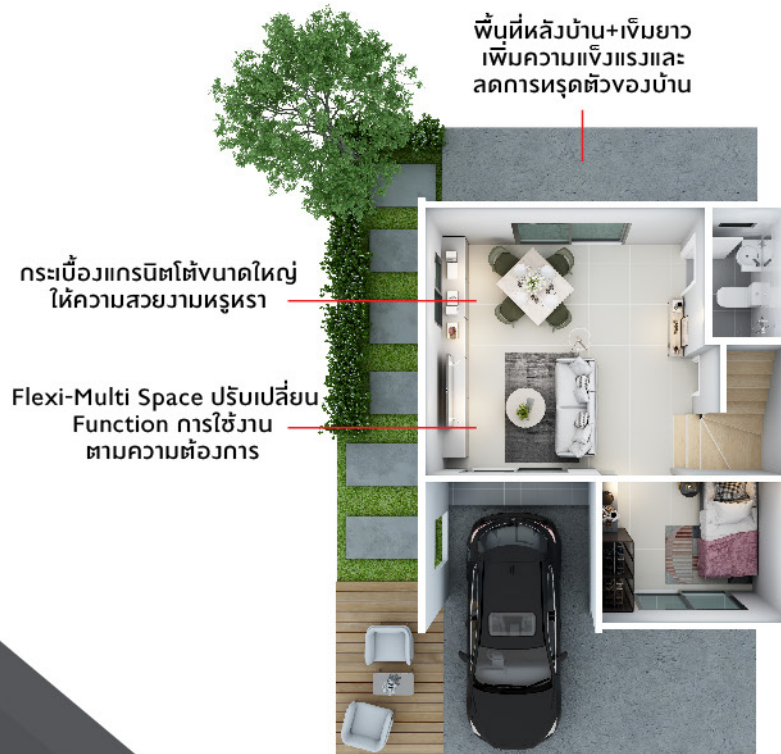 พื้นที่หลังบ้าน+เข็มยาว
เพิ่มความแข็งแรงและ
ลดการทรุดตัวของบ้าน
กระเบื้องแกรนิตโต้ขนาดใหญ่
ให้ความสวยงามหรูหรา
Flexi-Multi Space ปรับเปลี่ยน
Function การใช้งาน
ตามความต้องการ